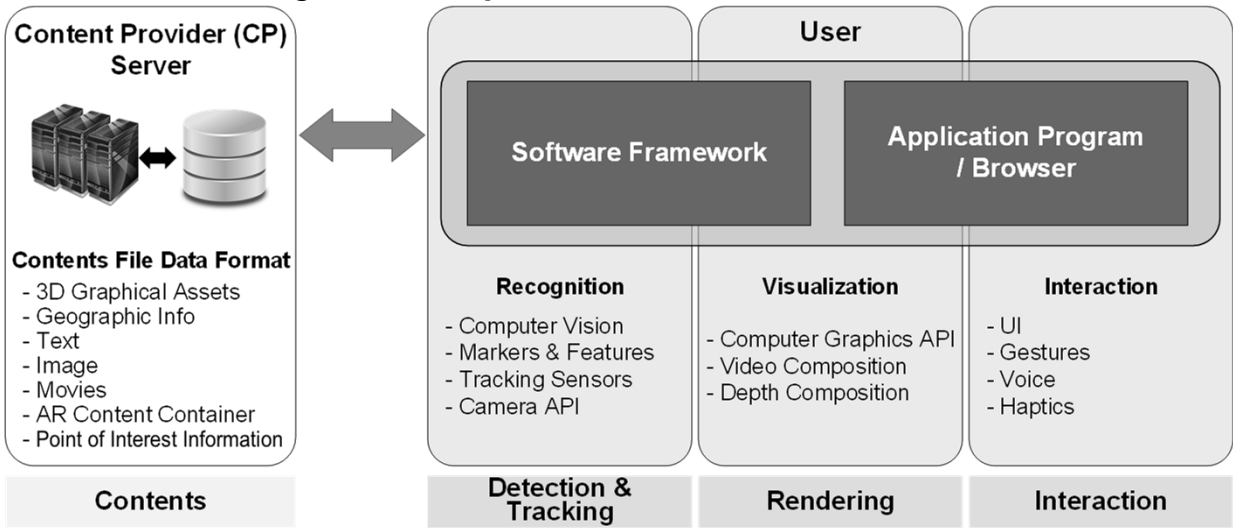 Content Provider (CP)
Server
Contents File Data Format
- 3D Graphical Assets
- Geographic Info
- Text
- Image
- Movies
- AR Content Container
- Point of Interest Information
Contents
User
Software Framework
Application Program
/ Browser
Recognition
- Computer Vision
- Markers & Features
- Tracking Sensors
- Camera API
Detection &
Tracking
Visualization
- Computer Graphics API
- Video Composition
- Depth Composition
Rendering
Interaction
- UI
- Gestures
- Voice
- Haptics
Interaction